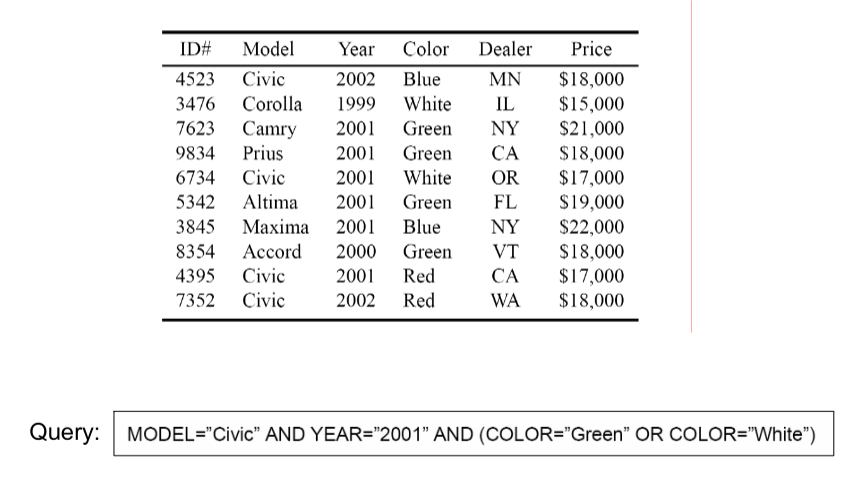 ID# Model Year Color Dealer Price
4523 Civic 2002 Blue MN $18,000
3476 Corolla 1999 White IL $15,000
7623 Camry 2001 Green NY $21,000
9834 Prius 2001 Green CA $18,000
6734 Civic 2001 White OR $17,000
5342 Altima 2001 Green FL $19,000
3845 Maxima 2001 Blue NY $22,000
8354 Accord 2000 Green VT $18,000
4395 Civic 2001 Red CA $17,000
7352 Civic 2002 Red WA $18,000
Query: MODEL=”Civic” AND YEAR=”2001” AND (COLOR=”Green” OR COLOR=”White”)